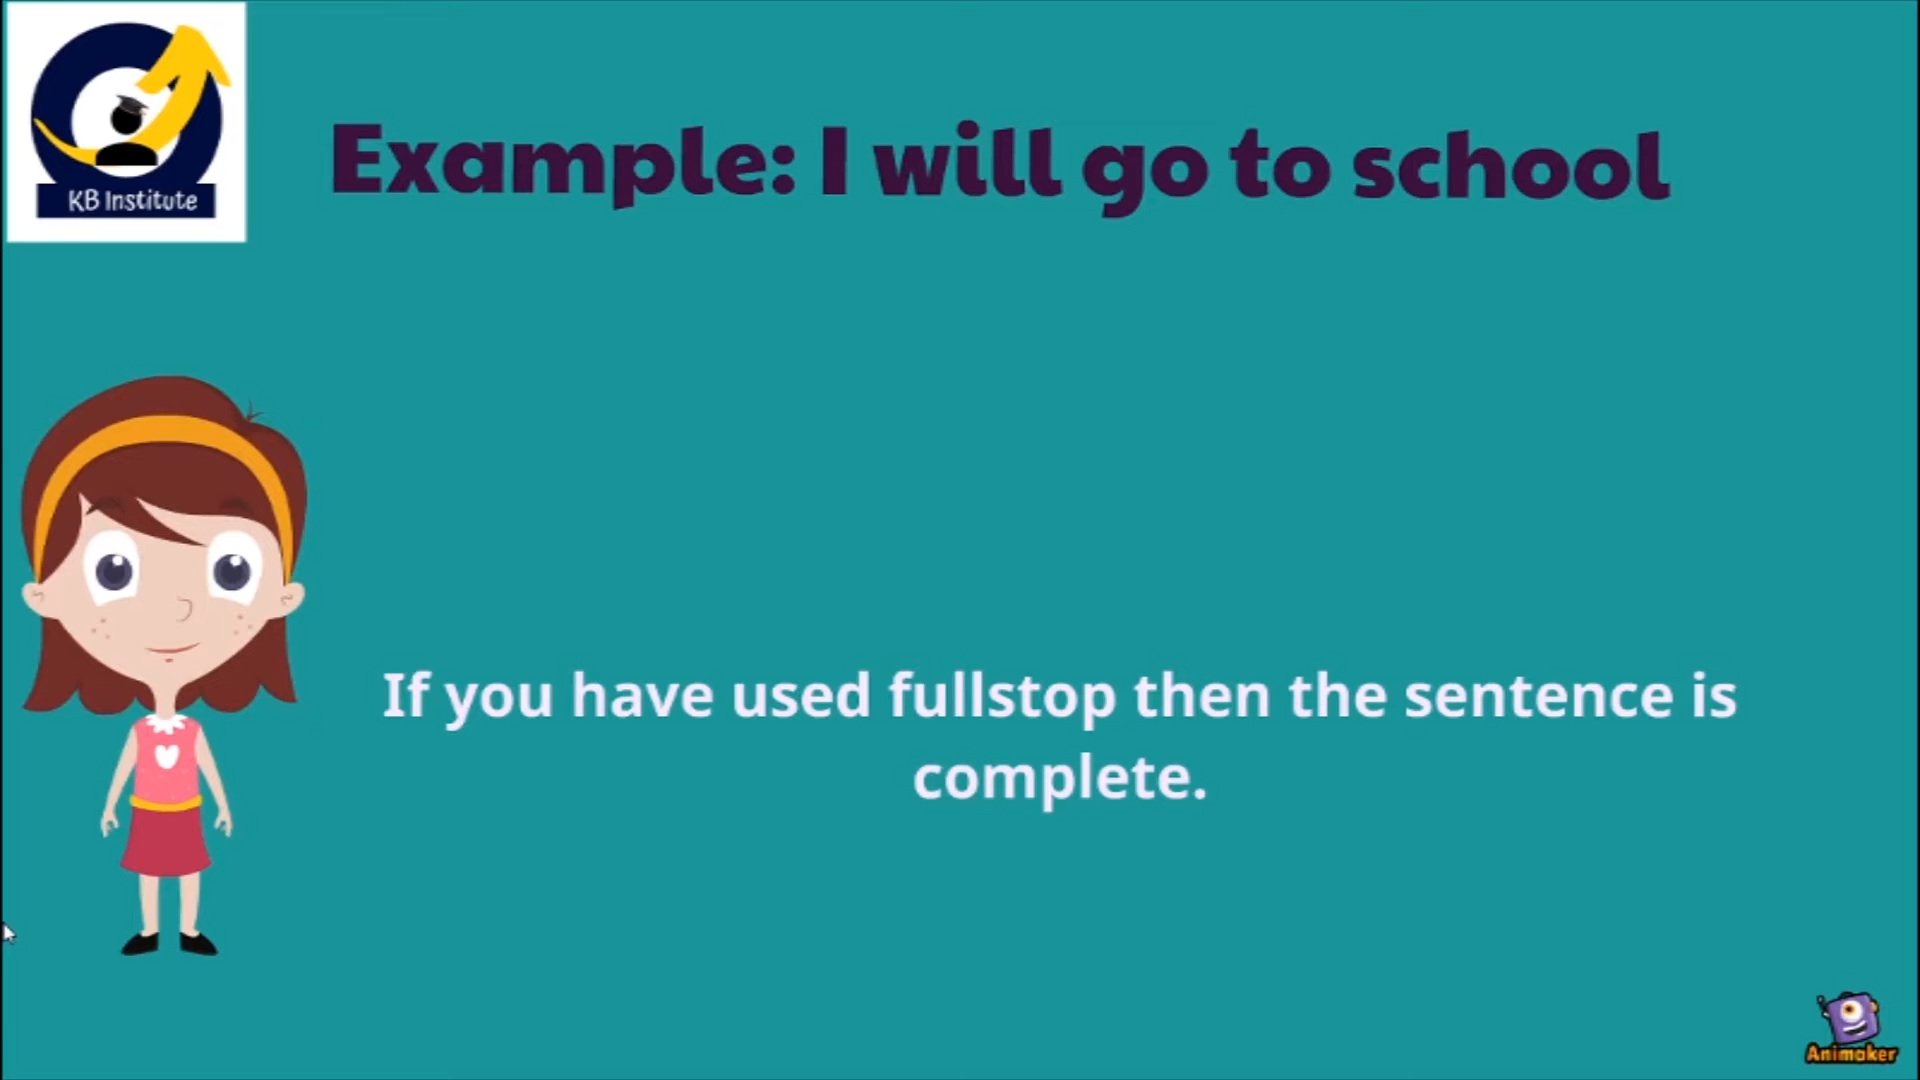 KB Institute
Example: I will go to school
If you have used fullstop then the sentence is
complete.
Animaker